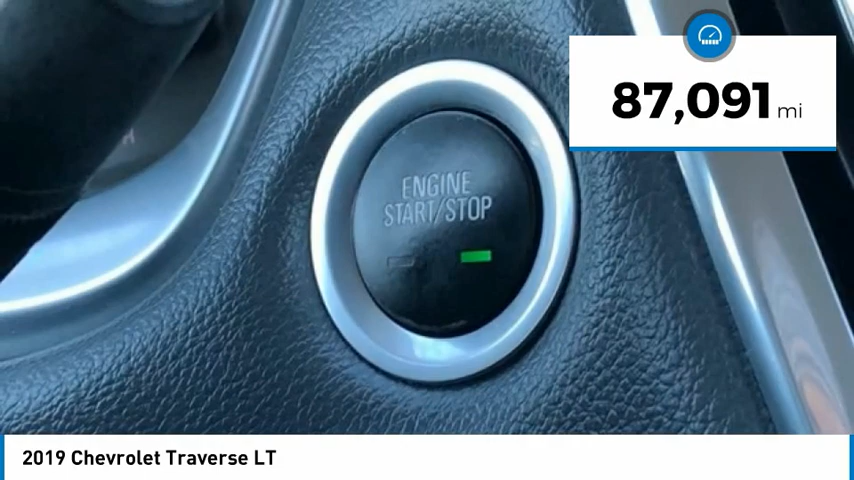 87,091 mi
ENGINE
START/STOP
2019 Chevrolet Traverse LT